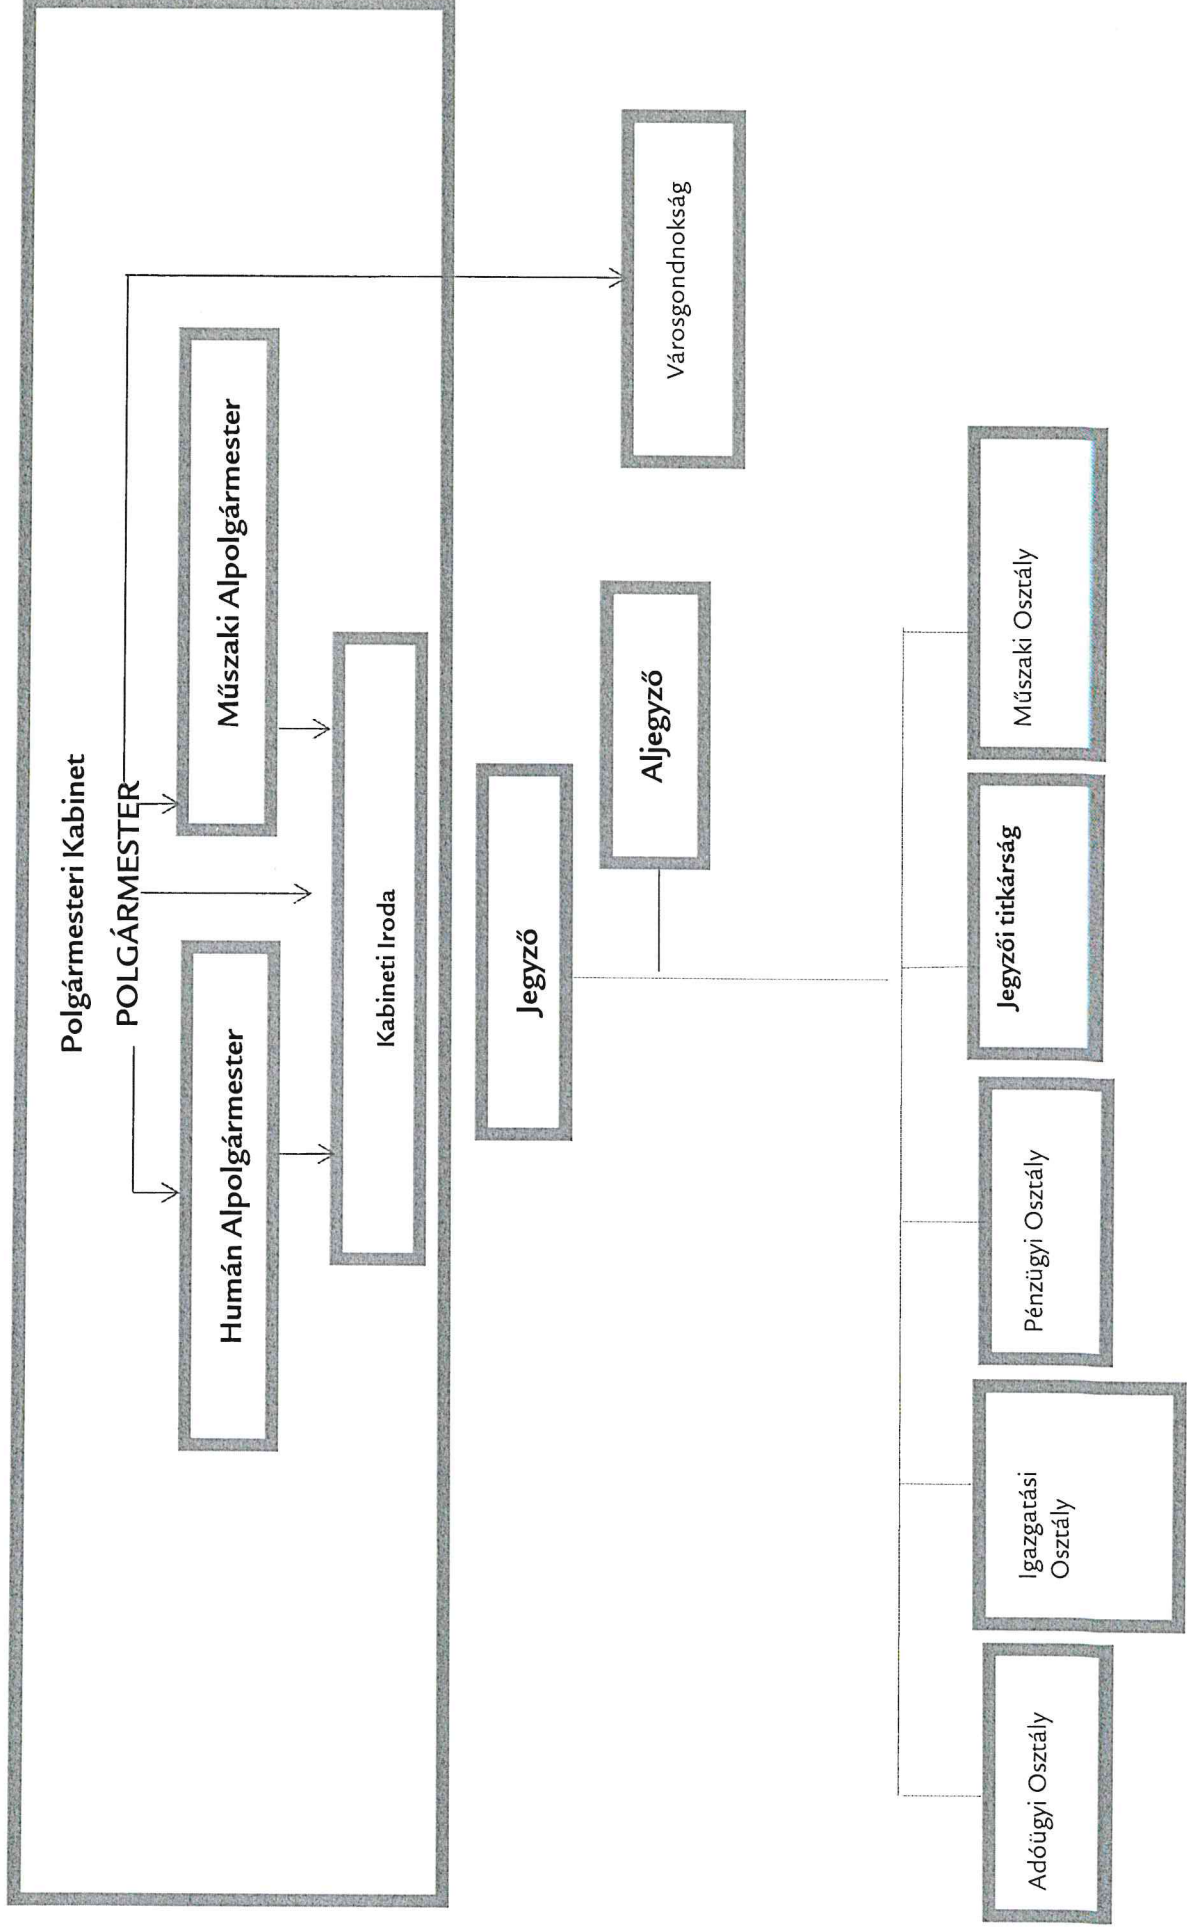 Polgármesteri Kabinet
POLGÁRMESTER
Humán Alpolgármester
Műszaki Alpolgármester
Kabineti Iroda
Jegyző
Városgondnokság
Aljegyző
Adóügyi Osztály
Igazgatási
Osztály
Pénzügyi Osztály
Jegyzői titkárság
Műszaki Osztály